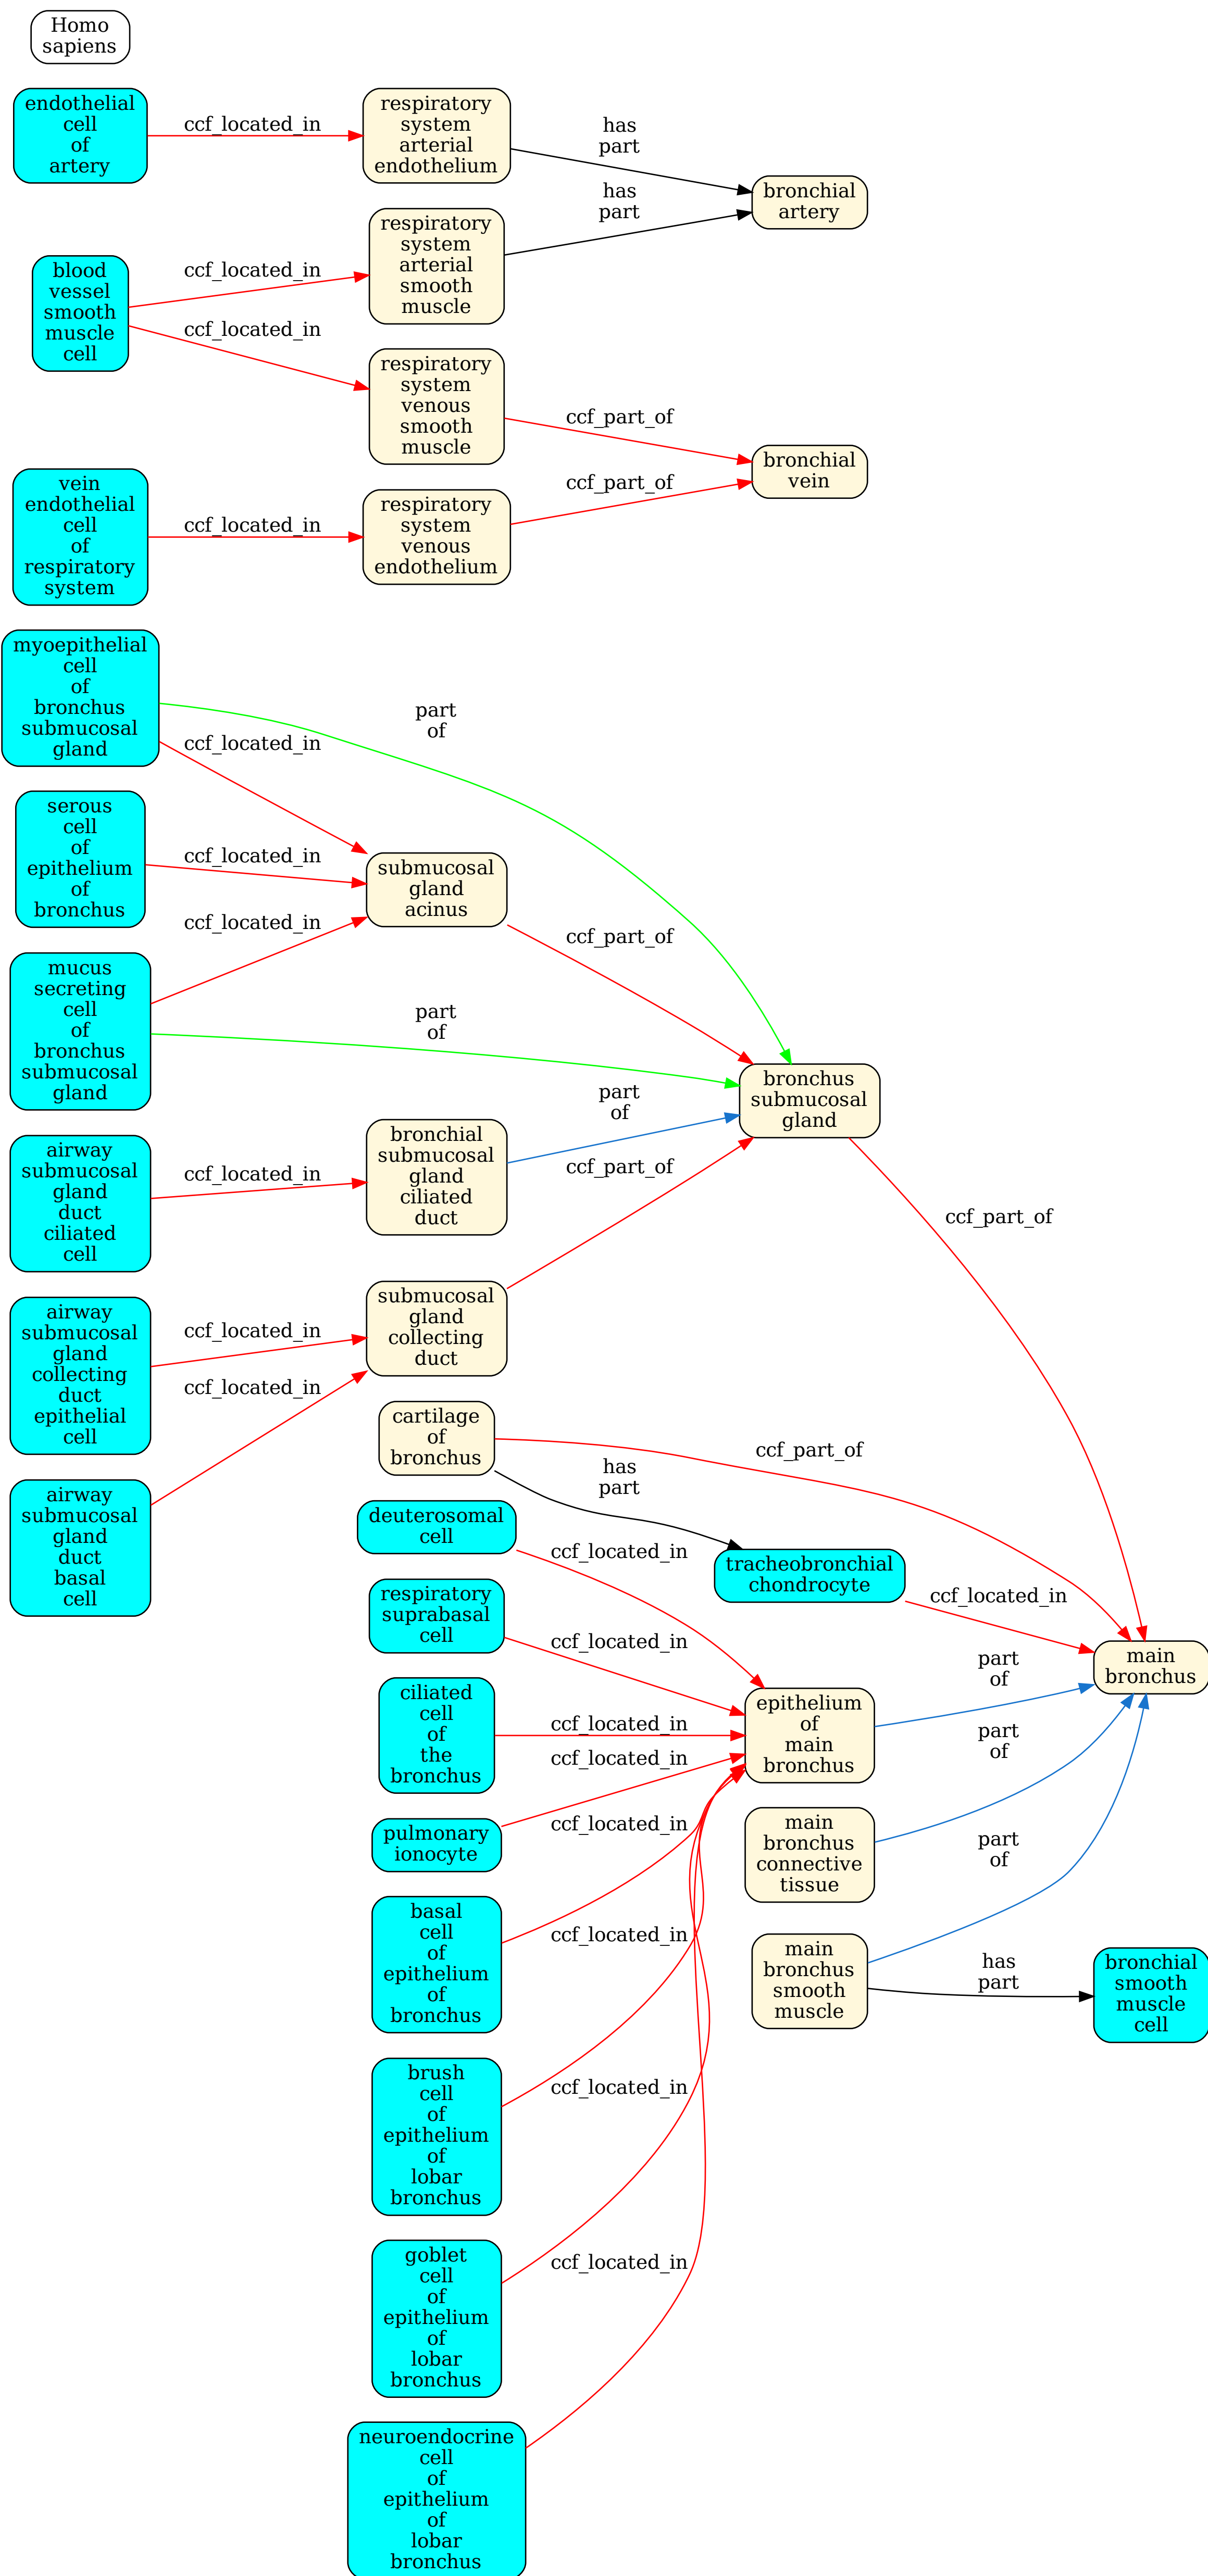 Homo
sapiens
endothelial
cell
of
artery
ccf_located_in
respiratory
system
arterial
endothelium
has
part
bronchial
artery
has
part
respiratory
system
arterial
smooth
muscle
blood
vessel
smooth
muscle
cell
ccf_located_in
ccf_located_in
respiratory
system
venous
smooth
muscle
ccf_part_of
bronchial
vein
ccf_part_of
vein
endothelial
cell
of
respiratory
system
ccf_located_in
respiratory
system
venous
endothelium
myoepithelial
cell
of
bronchus
submucosal
gland
part
of
ccf_located_in
serous
cell
of
epithelium
of
bronchus
ccf_located_in
submucosal
gland
acinus
ccf_part_of
ccf_located_in
mucus
secreting
cell
of
bronchus
submucosal
gland
part
of
bronchus
submucosal
gland
part
of
airway
submucosal
gland
duct
ciliated
cell
ccf_located_in
bronchial
submucosal
gland
ciliated
duct
ccf_part_of
ccf_part_of
airway
submucosal
gland
collecting
duct
epithelial
cell
ccf_located_in
submucosal
gland
collecting
duct
ccf_located_in
airway
submucosal
gland
duct
basal
cell
cartilage
of
bronchus
ccf_part_of
has
part
deuterosomal
cell
ccf_located_in
tracheobronchial
chondrocyte
ccf_located_in
respiratory
suprabasal
cell
ccf_located_in
main
bronchus
part
of
ciliated
cell
of
the
bronchus
ccf_located_in
epithelium
of
main
bronchus
part
of
ccf_located_in
pulmonary
ionocyte
ccf_located_in
main
bronchus
connective
tissue
part
of
basal
cell
of
epithelium
of
bronchus
ccf_located_in
main
bronchus
smooth
muscle
has
part
bronchial
smooth
muscle
cell
brush
cell
of
epithelium
of
lobar
bronchus
ccf_located_in
goblet
cell
of
epithelium
of
lobar
bronchus
ccf_located_in
neuroendocrine
cell
of
epithelium
of
lobar
bronchus